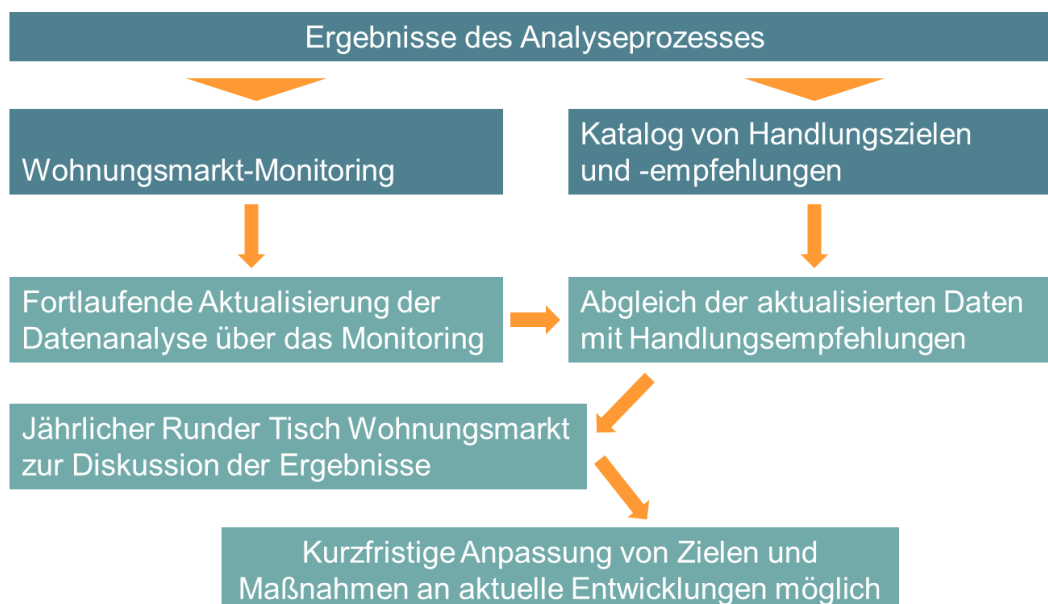 Ergebnisse des Analyseprozesses
Wohnungsmarkt-Monitoring
Katalog von Handlungszielen
und -empfehlungen
Fortlaufende Aktualisierung der
Datenanalyse über das Monitoring
Abgleich der aktualisierten Daten
mit Handlungsempfehlungen
Jährlicher Runder Tisch Wohnungsmarkt
zur Diskussion der Ergebnisse
Kurzfristige Anpassung von Zielen und
Maßnahmen an aktuelle Entwicklungen möglich